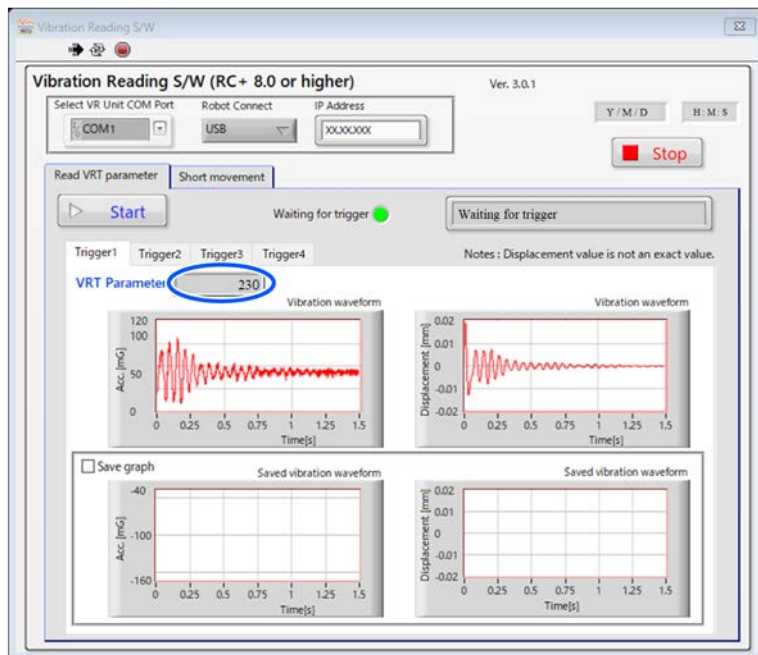 Vibration Reading S/W
Vibration Reading S/W (RC+ 8.0 or higher)
Ver. 3.0.1
Select VR Unit COM Port
Robot Connect
IP Address
COM1
USB
XXXXXXX
Y / M / D
H: M: S
Stop
Read VRT parameter
Short movement
Start
Waiting for trigger
Waiting for trigger
Trigger1
Trigger2
Trigger3
Trigger4
Notes : Displacement value is not an exact value.
VRT Parameter
230
Vibration waveform
120
100
50
0
Acc. [mG]
0 0.25 0.5 0.75 1 1.25 1.5
Time[s]
Vibration waveform
0.02
0.01
0
-0.01
-0.02
Displacement [mm]
0 0.25 0.5 0.75 1 1.25 1.5
Time[s]
Save graph
Saved vibration waveform
-40
-100
-160
Acc. [mG]
0 0.25 0.5 0.75 1 1.25 1.5
Time[s]
Saved vibration waveform
0.02
0.01
0
-0.01
-0.02
Displacement [mm]
0 0.25 0.5 0.75 1 1.25 1.5
Time[s]